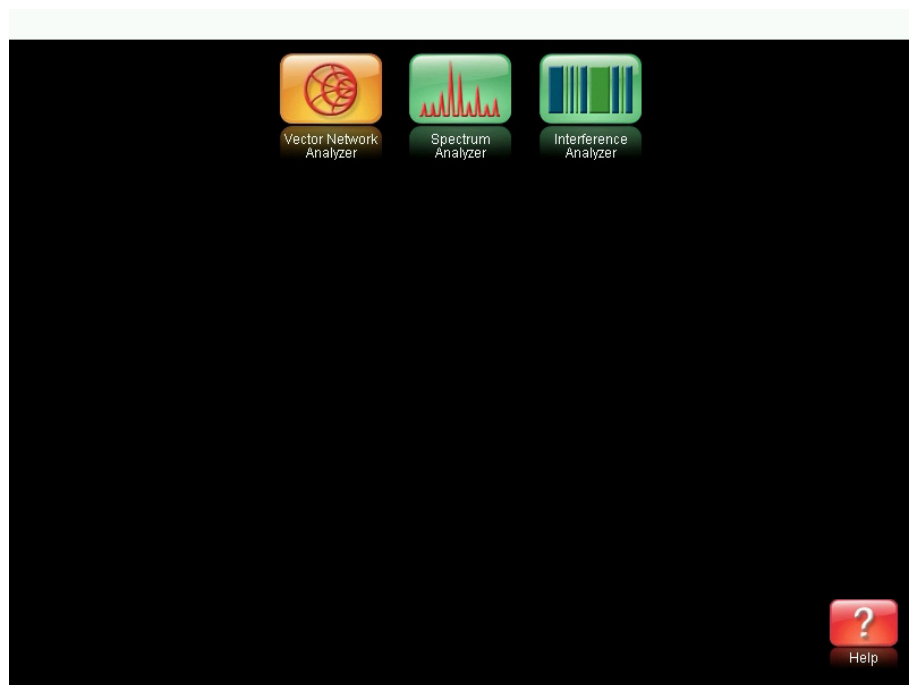 Vector Network
Analyzer
Spectrum
Analyzer
Interference
Analyzer
?
Help